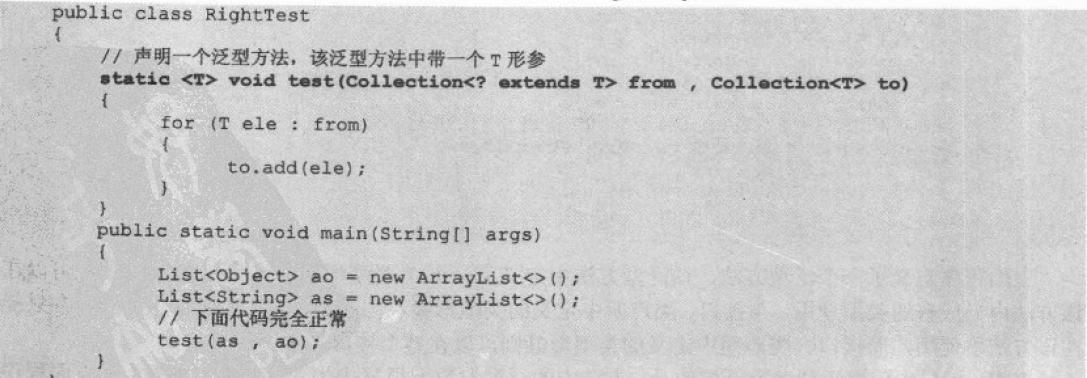 public class RightTest
{
// 声明一个泛型方法，该泛型方法中带一个 T 形参
static <T> void test(Collection<? extends T> from , Collection<T> to)
{
for (T ele : from)
{
to.add(ele);
}
}
public static void main(String[] args)
{
List<Object> ao = new ArrayList<>();
List<String> as = new ArrayList<>();
// 下面代码完全正常
test(as , ao);
}